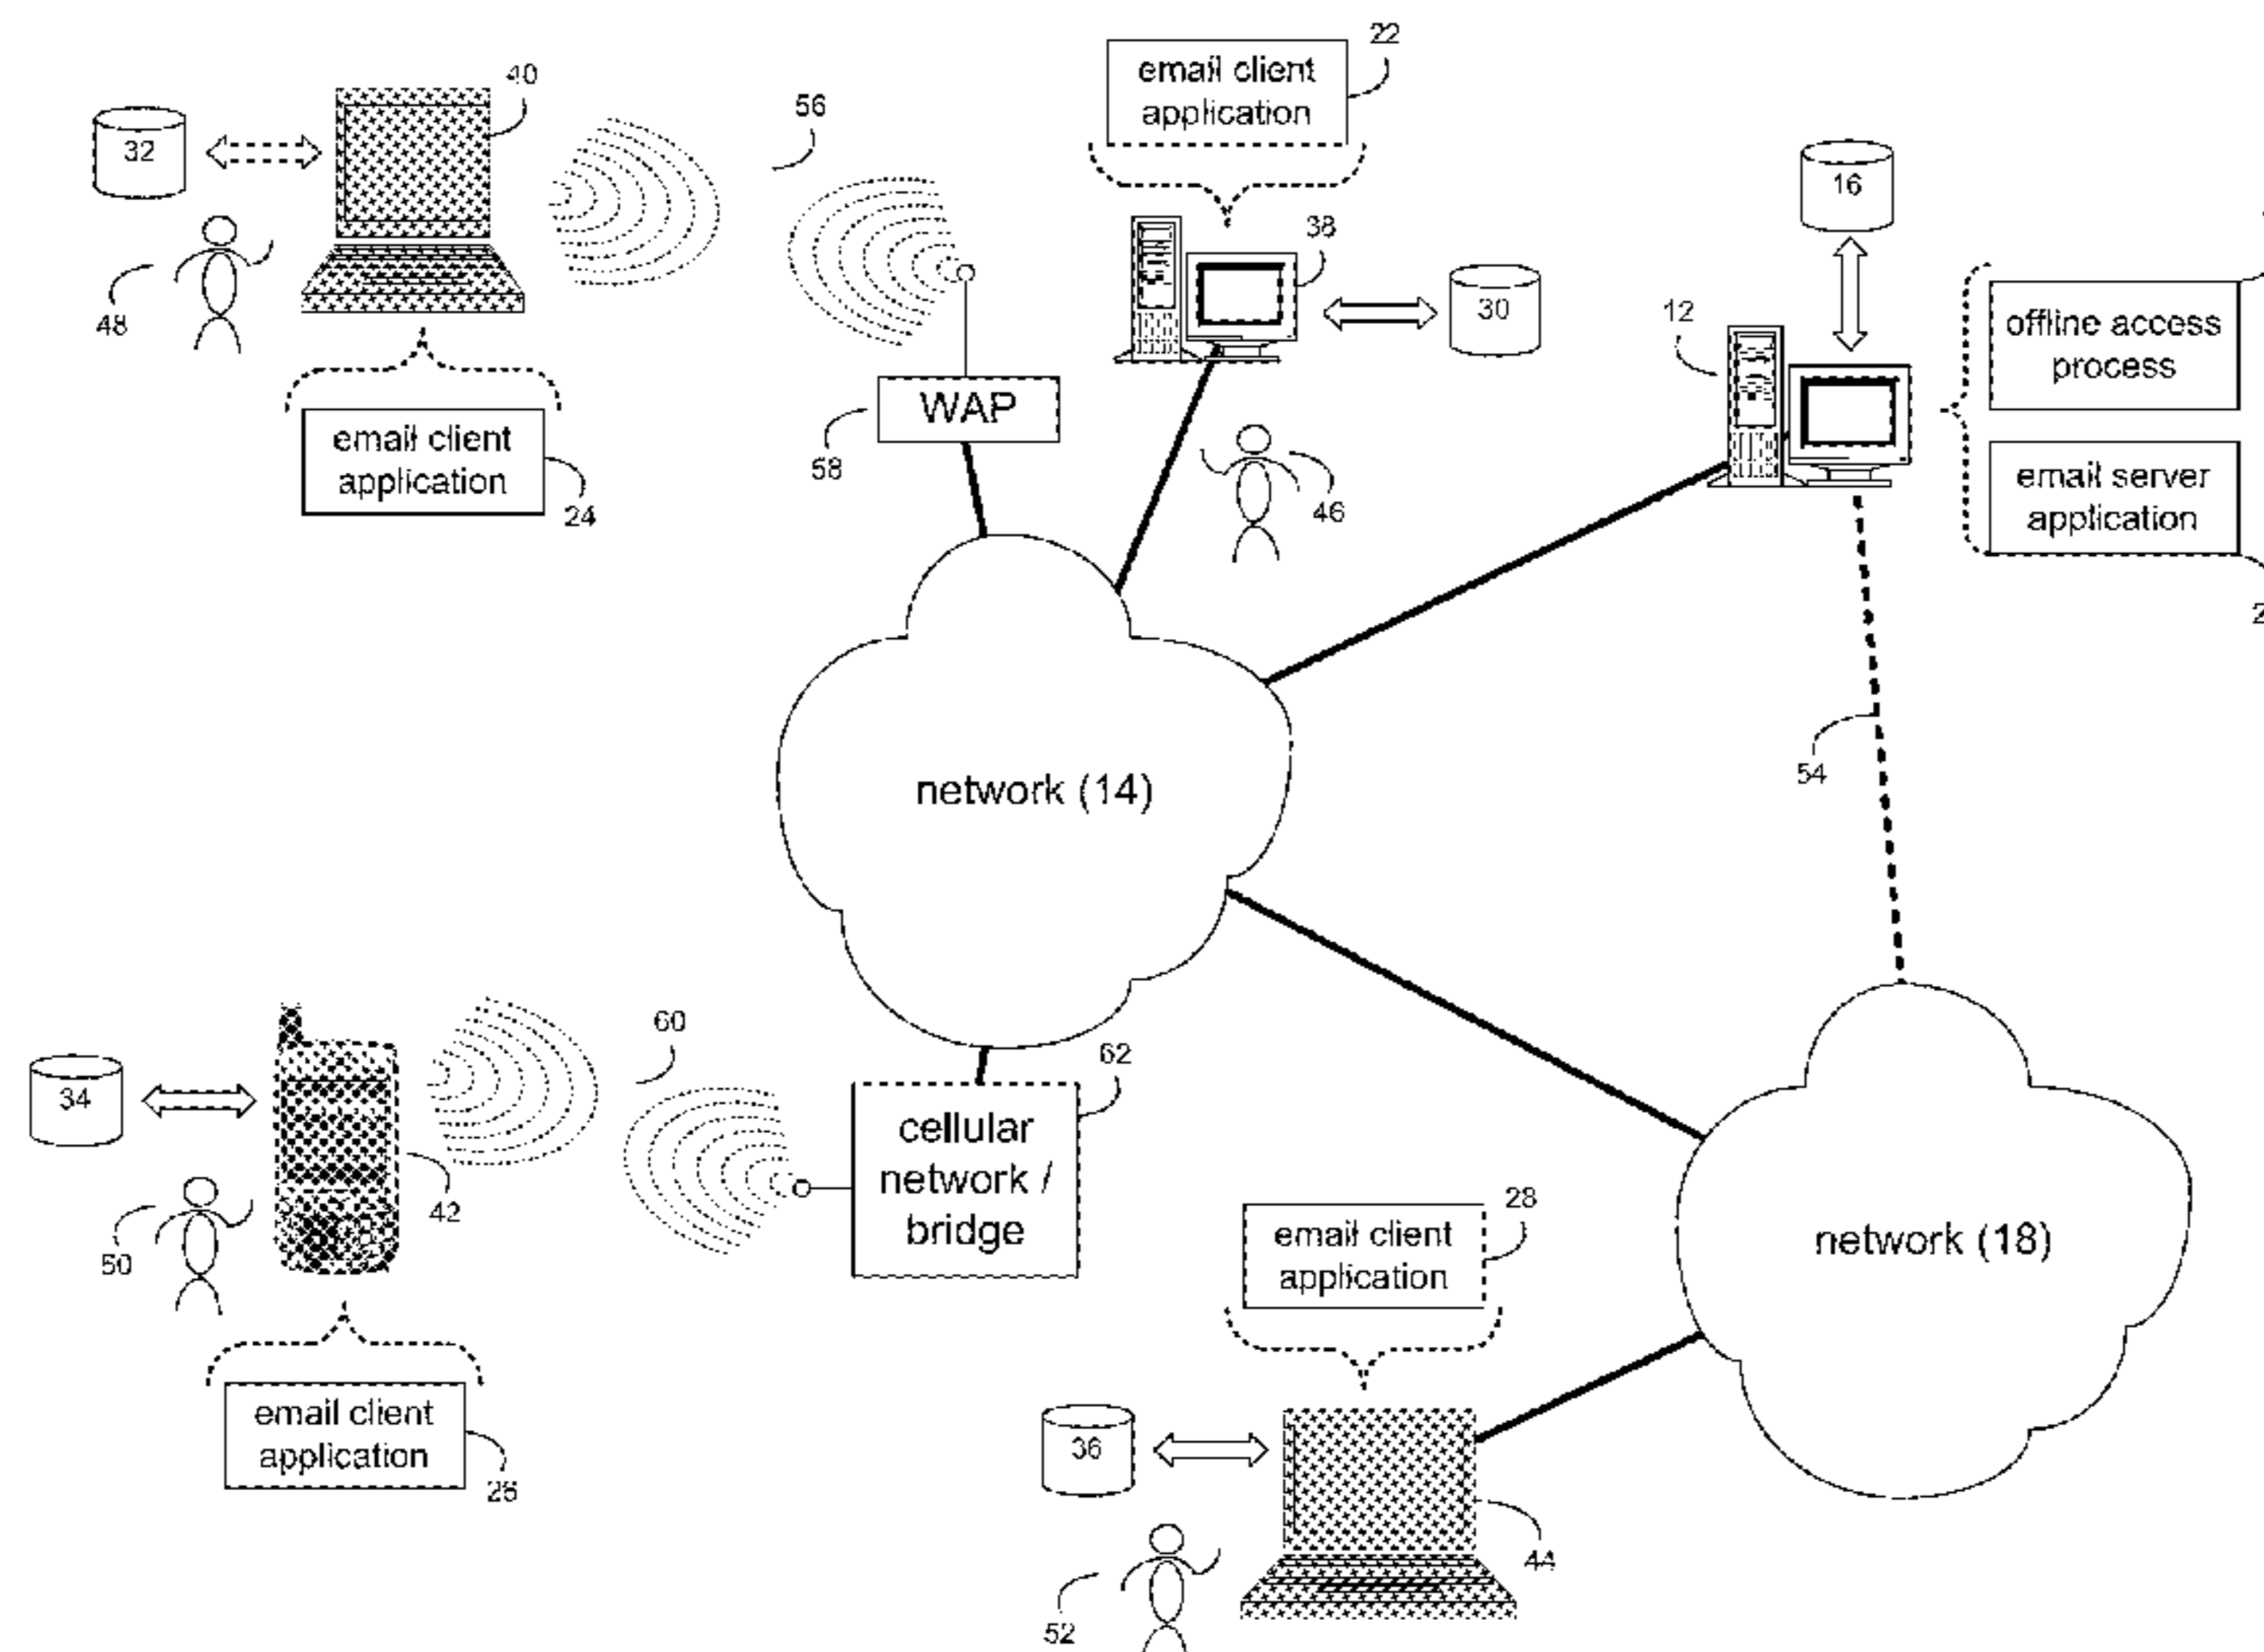 22
email client
application
40
56
32
16
38
48
30
12
offline access
process
WAP
email client
application
58
email server
application
24
46
2
54
network (14)
60
62
34
cellular
network /
bridge
42
28
50
email client
application
network (18)
email client
application
36
44
52